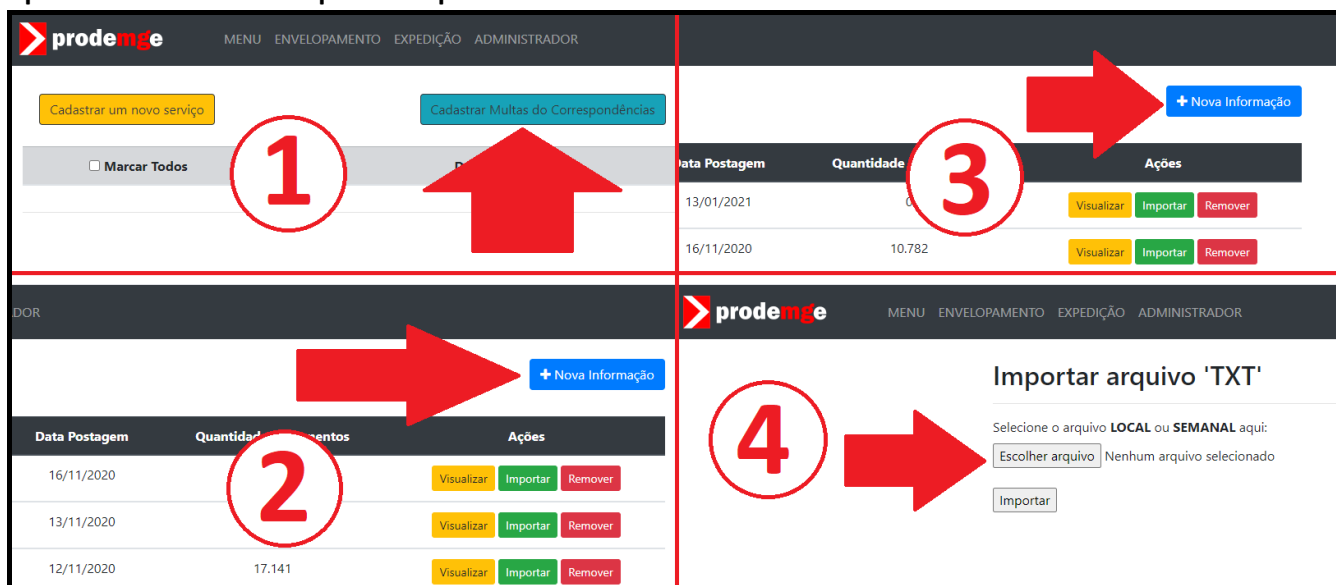 prodemge MENU ENVELOPAMENTO EXPEDIÇÃO ADMINISTRADOR
Cadastrar um novo serviço Cadastrar Multas do Correspondências
Marcar Todos
1
+ Nova Informação
Data Postagem Quantidade Ações
3
13/01/2021 Visualizar Importar Remover
16/11/2020 10.782 Visualizar Importar Remover
DOR
+ Nova Informação
Data Postagem Ações
16/11/2020 Visualizar Importar Remover
2
13/11/2020 Visualizar Importar Remover
12/11/2020 17.141 Visualizar Importar Remover
prodemge MENU ENVELOPAMENTO EXPEDIÇÃO ADMINISTRADOR
Importar arquivo 'TXT'
Selecione o arquivo LOCAL ou SEMANAL aqui:
4
Escolher arquivo Nenhum arquivo selecionado
Importar